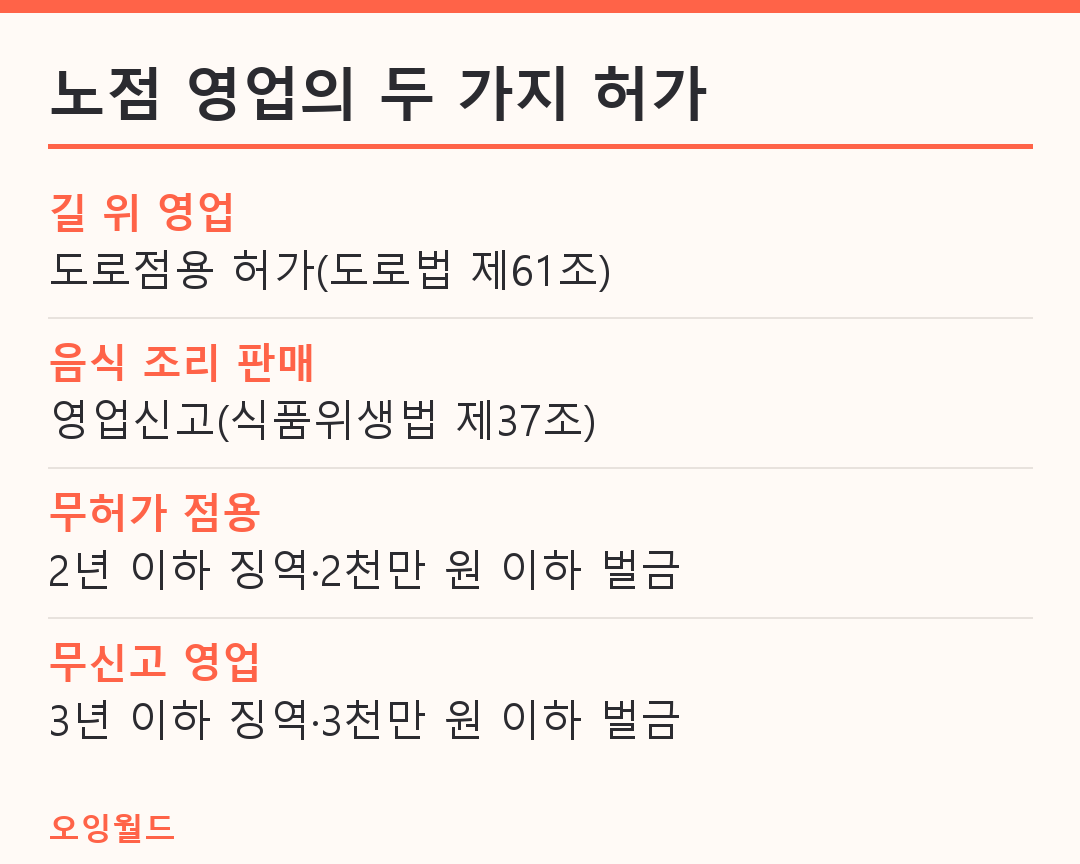 노점 영업의 두 가지 허가
길 위 영업
도로점용 허가(도로법 제61조)
음식 조리 판매
영업신고(식품위생법 제37조)
무허가 점용
2년 이하 징역·2천만 원 이하 벌금
무신고 영업
3년 이하 징역·3천만 원 이하 벌금
오잉월드